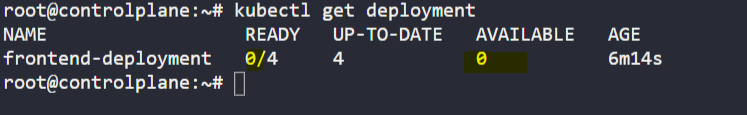 root@controlplane:~# kubectl get deployment
NAME                  READY   UP-TO-DATE   AVAILABLE   AGE
frontend-deployment   0/4     4            0           6m14s
root@controlplane:~#